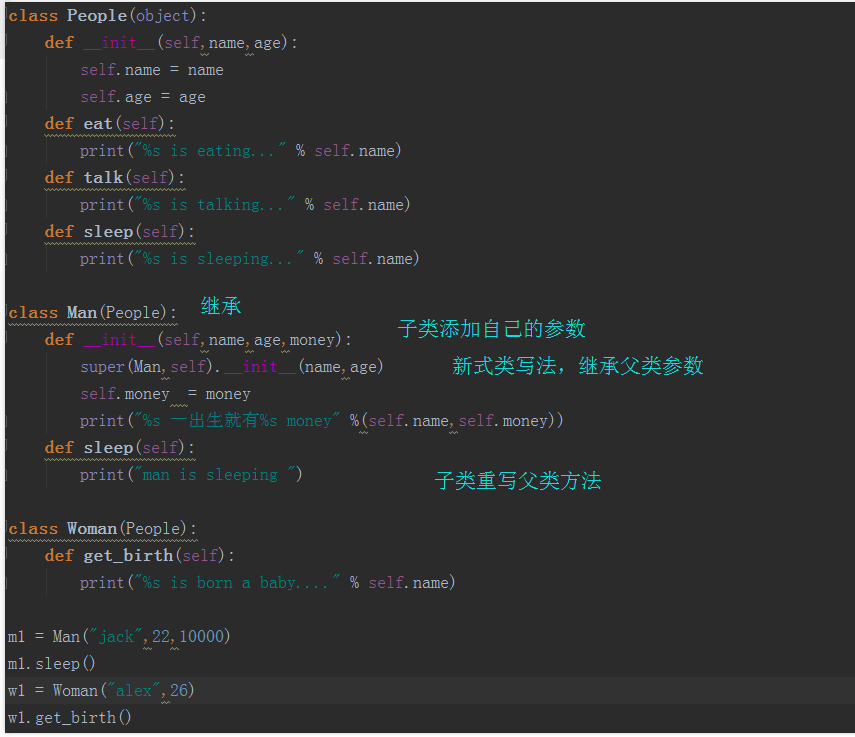 class People(object):
    def __init__(self,name,age):
        self.name = name
        self.age = age
    def eat(self):
        print("%s is eating..." % self.name)
    def talk(self):
        print("%s is talking..." % self.name)
    def sleep(self):
        print("%s is sleeping..." % self.name)
class Man(People): 继承
    def __init__(self,name,age,money): 子类添加自己的参数
        super(Man,self).__init__(name,age) 新式类写法，继承父类参数
        self.money  = money
        print("%s 一出生就有%s money" %(self.name,self.money))
    def sleep(self):
        print("man is sleeping ") 子类重写父类方法
class Woman(People):
    def get_birth(self):
        print("%s is born a baby...." % self.name)
m1 = Man("jack",22,10000)
m1.sleep()
w1 = Woman("alex",26)
w1.get_birth()